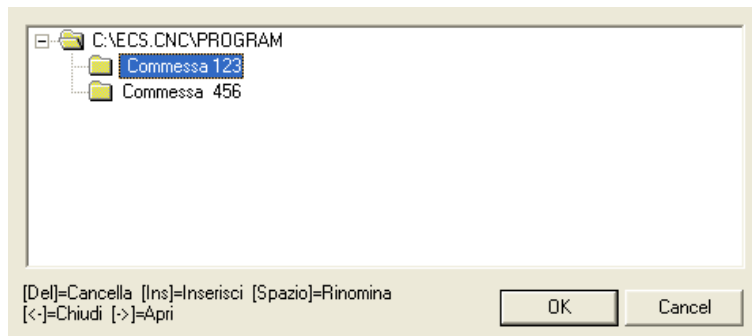 C:\ECS.CNC\PROGRAM
Commessa 123
Commessa  456
[Del]=Cancella  [Ins]=Inserisci  [Spazio]=Rinomina
[<-]=Chiudi  [->]=Apri
OK
Cancel